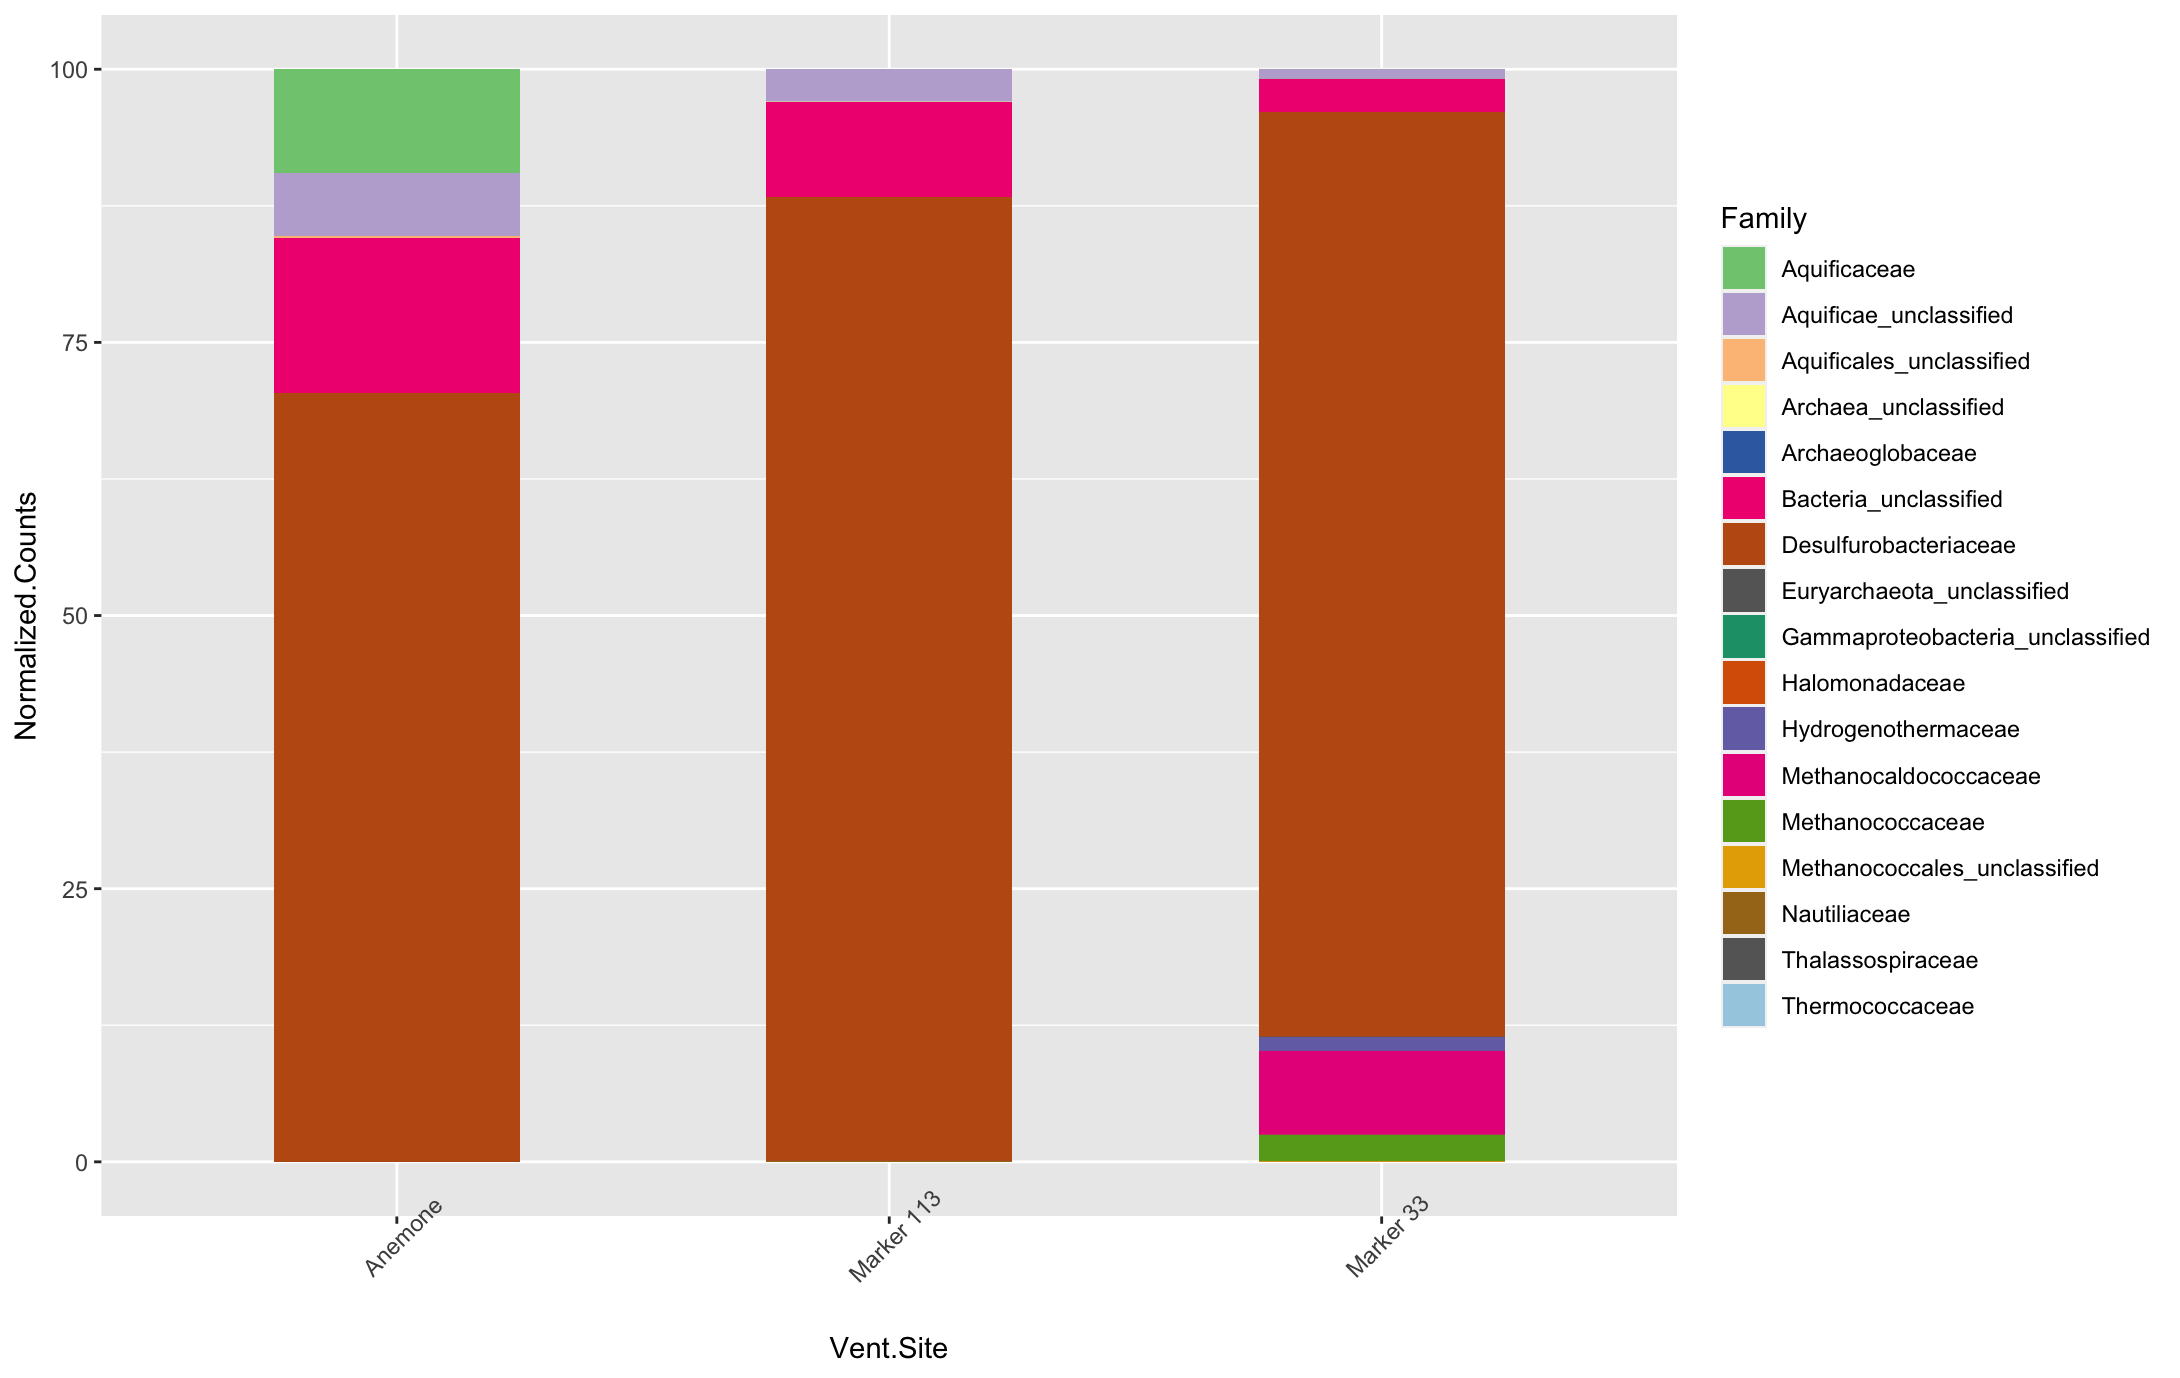 100
75
50
25
0
Normalized.Counts
Anemone
Marker 113
Marker 33
Vent.Site
Family
Aquificaceae
Aquificae_unclassified
Aquificales_unclassified
Archaea_unclassified
Archaeoglobaceae
Bacteria_unclassified
Desulfurobacteriaceae
Euryarchaeota_unclassified
Gammaproteobacteria_unclassified
Halomonadaceae
Hydrogenothermaceae
Methanocaldococcaceae
Methanococcaceae
Methanococcales_unclassified
Nautiliaceae
Thalassospiraceae
Thermococcaceae